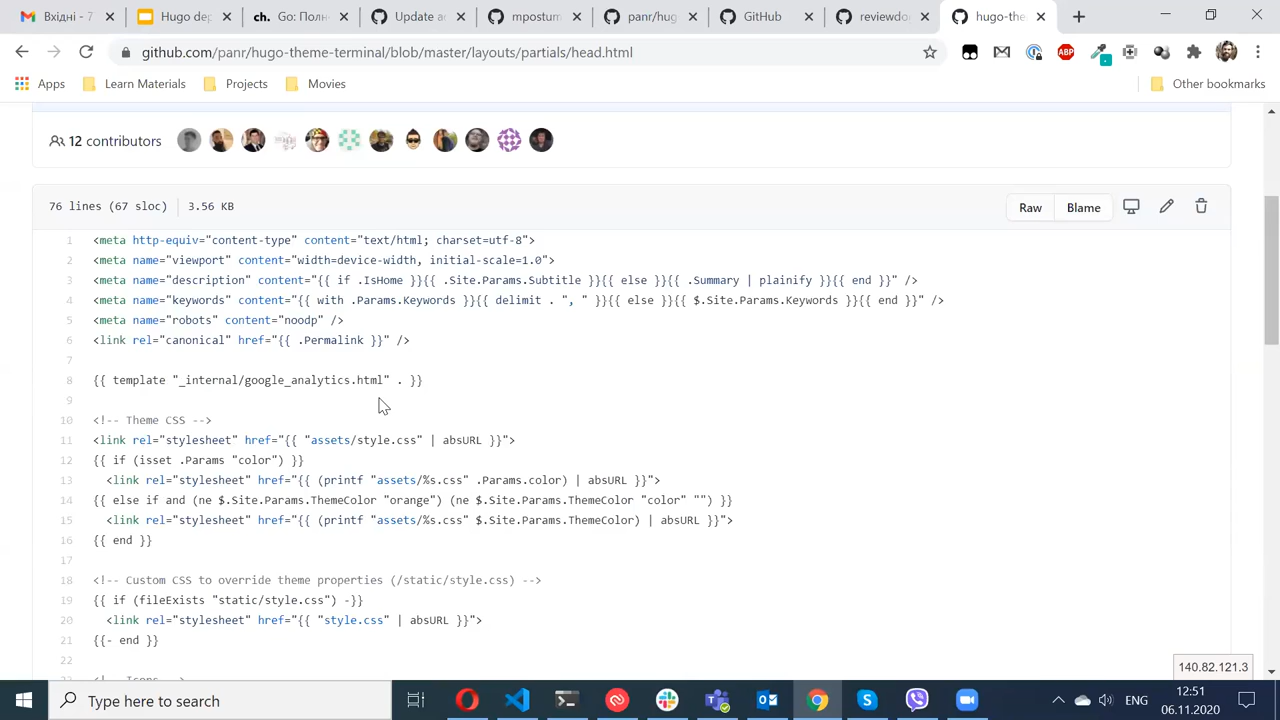 Вхідні - 7
Hugo dep
ch. Go: Полн
Update ac
mpostum
panr/hug
GitHub
reviewdo
hugo-the
github.com/panr/hugo-theme-terminal/blob/master/layouts/partials/head.html
ABP
Apps
Learn Materials
Projects
Movies
Other bookmarks
12 contributors
76 lines (67 sloc)
3.56 KB
Raw
Blame
1 <meta http-equiv="content-type" content="text/html; charset=utf-8">
2 <meta name="viewport" content="width=device-width, initial-scale=1.0">
3 <meta name="description" content="{{ if .IsHome }}{{ .Site.Params.Subtitle }}{{ else }}{{ .Summary | plainify }}{{ end }}" />
4 <meta name="keywords" content="{{ with .Params.Keywords }}{{ delimit . ", " }}{{ else }}{{ $.Site.Params.Keywords }}{{ end }}" />
5 <meta name="robots" content="noodp" />
6 <link rel="canonical" href="{{ .Permalink }}" />
7
8 {{ template "_internal/google_analytics.html" . }}
9
10 <!-- Theme CSS -->
11 <link rel="stylesheet" href="{{ "assets/style.css" | absURL }}">
12 {{ if (isset .Params "color") }}
13 <link rel="stylesheet" href="{{ (printf "assets/%s.css" .Params.color) | absURL }}">
14 {{ else if and (ne $.Site.Params.ThemeColor "orange") (ne $.Site.Params.ThemeColor "color" "") }}
15 <link rel="stylesheet" href="{{ (printf "assets/%s.css" $.Site.Params.ThemeColor) | absURL }}">
16 {{ end }}
17
18 <!-- Custom CSS to override theme properties (/static/style.css) -->
19 {{ if (fileExists "static/style.css") -}}
20 <link rel="stylesheet" href="{{ "style.css" | absURL }}">
21 {{- end }}
22
140.82.121.3
Type here to search
ENG
12:51
06.11.2020